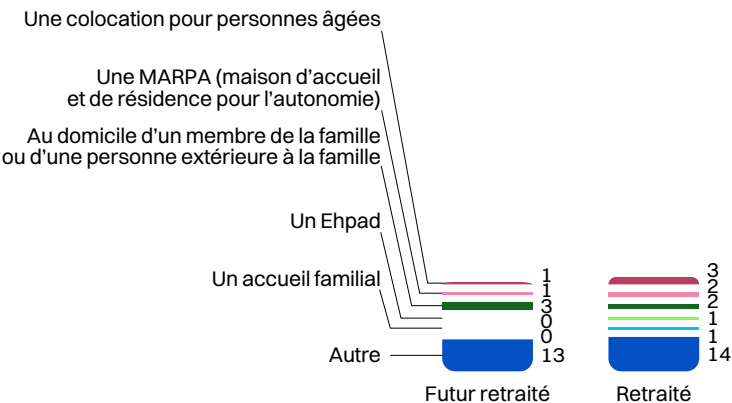 Une colocation pour personnes âgées
Une MARPA (maison d'accueil
et de résidence pour l'autonomie)
Au domicile d'un membre de la famille
ou d'une personne extérieure à la famille
Un Ehpad
Un accueil familial
Autre
1
1
3
0
0
13
3
2
2
1
1
14
Futur retraité
Retraité